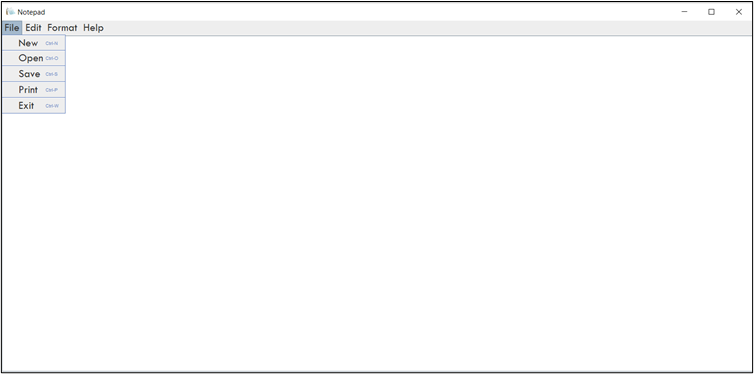 Notepad
File Edit Format Help
New Ctrl-N
Open Ctrl-O
Save Ctrl-S
Print Ctrl-P
Exit Ctrl-W